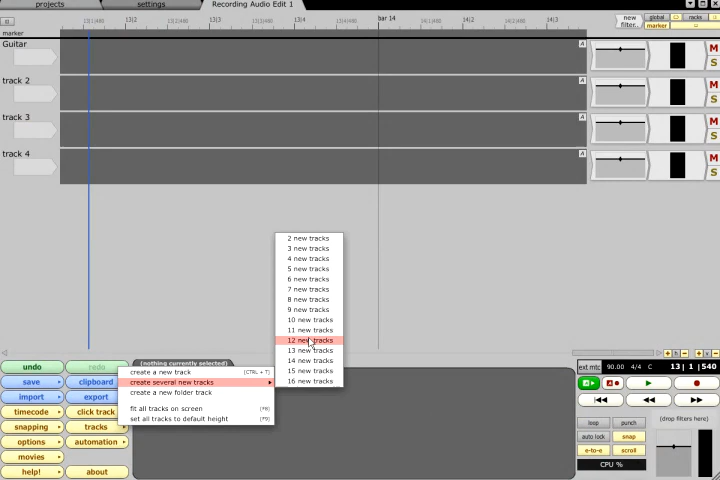 projects
settings
Recording Audio Edit 1
13|2
13|3
bar 14
14|3
new filter..
global
racks
marker
marker
Guitar
A
M
S
track 2
A
M
S
track 3
A
M
S
track 4
A
M
S
2 new tracks
3 new tracks
4 new tracks
5 new tracks
6 new tracks
7 new tracks
8 new tracks
9 new tracks
10 new tracks
11 new tracks
12 new tracks
13 new tracks
14 new tracks
15 new tracks
16 new tracks
(nothing currently selected)
create a new track [CTRL + T]
create several new tracks
create a new folder track
fit all tracks on screen (F8)
set all tracks to default height (F9)
undo
redo
save
clipboard
import
export
timecode
click track
snapping
tracks
options
automation
movies
help!
about
h
v
ext mtc
90.00
4/4
C
13| 1 |540
loop
punch
auto lock
snap
e-to-e
scroll
CPU %
(drop filters here)